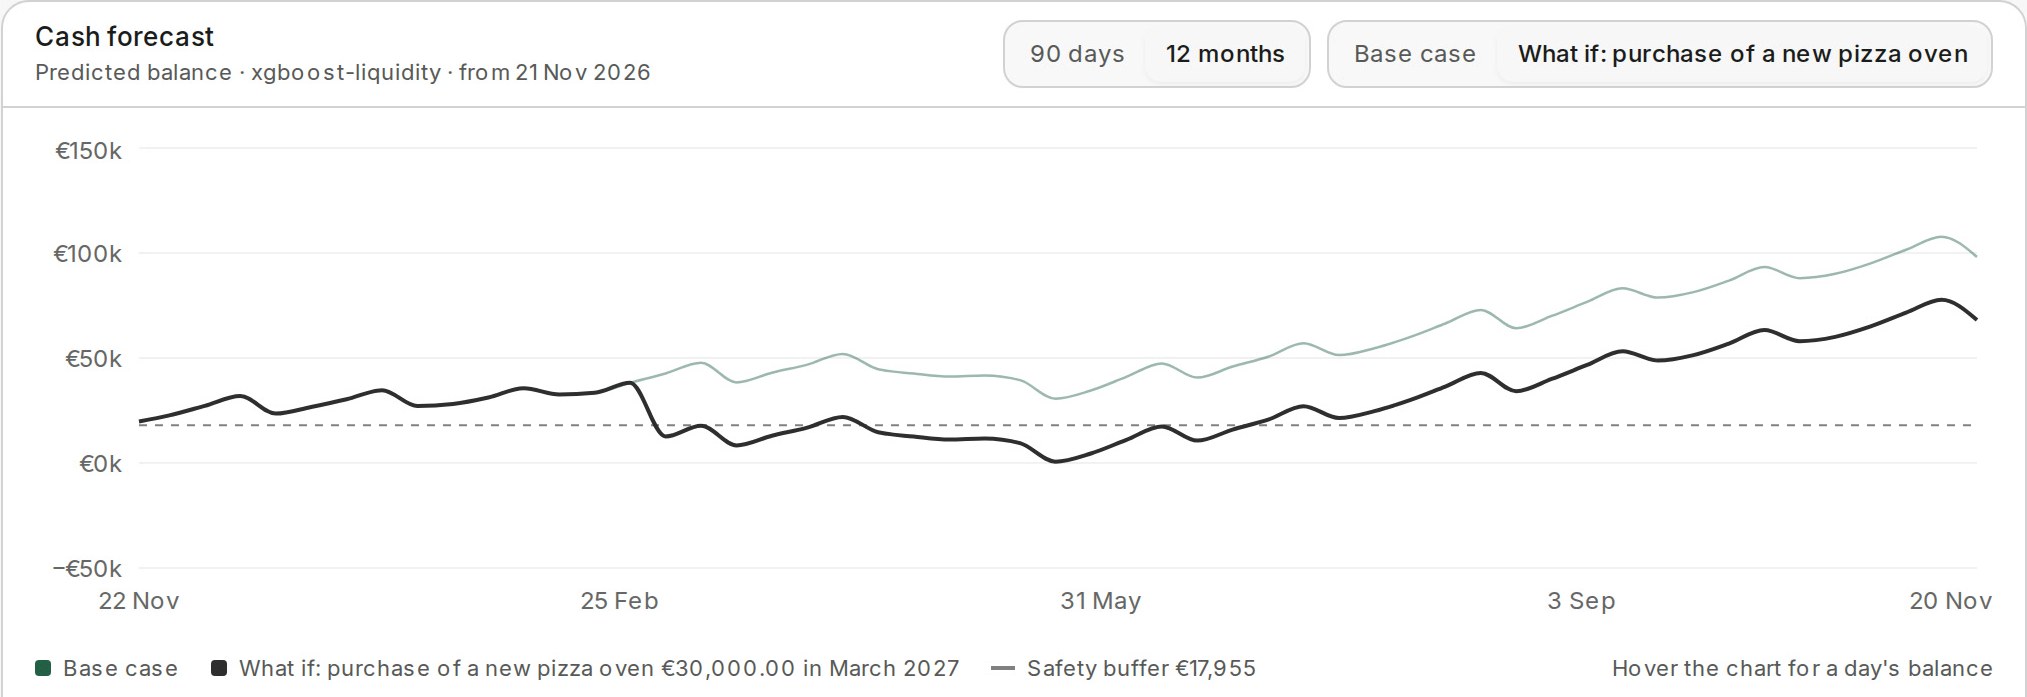 Cash forecast
Predicted balance · xgboost-liquidity · from 21 Nov 2026
90 days
12 months
Base case
What if: purchase of a new pizza oven
€150k
€100k
€50k
€0k
−€50k
22 Nov
25 Feb
31 May
3 Sep
20 Nov
Base case
What if: purchase of a new pizza oven €30,000.00 in March 2027
Safety buffer €17,955
Hover the chart for a day's balance